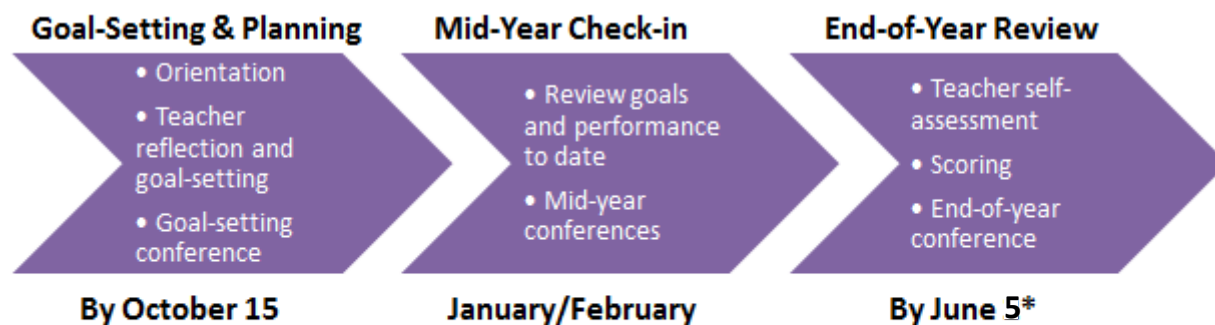 Goal-Setting & Planning
• Orientation
• Teacher
reflection and
goal-setting
• Goal-setting
conference
By October 15
Mid-Year Check-in
• Review goals
and performance
to date
• Mid-year
conferences
January/February
End-of-Year Review
• Teacher self-
assessment
• Scoring
• End-of-year
conference
By June 5*